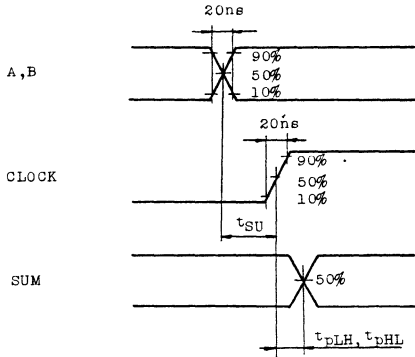 20ns
A,B
90%
50%
10%
20ns
CLOCK
90%
50%
10%
tSU
SUM
50%
tpLH, tpHL